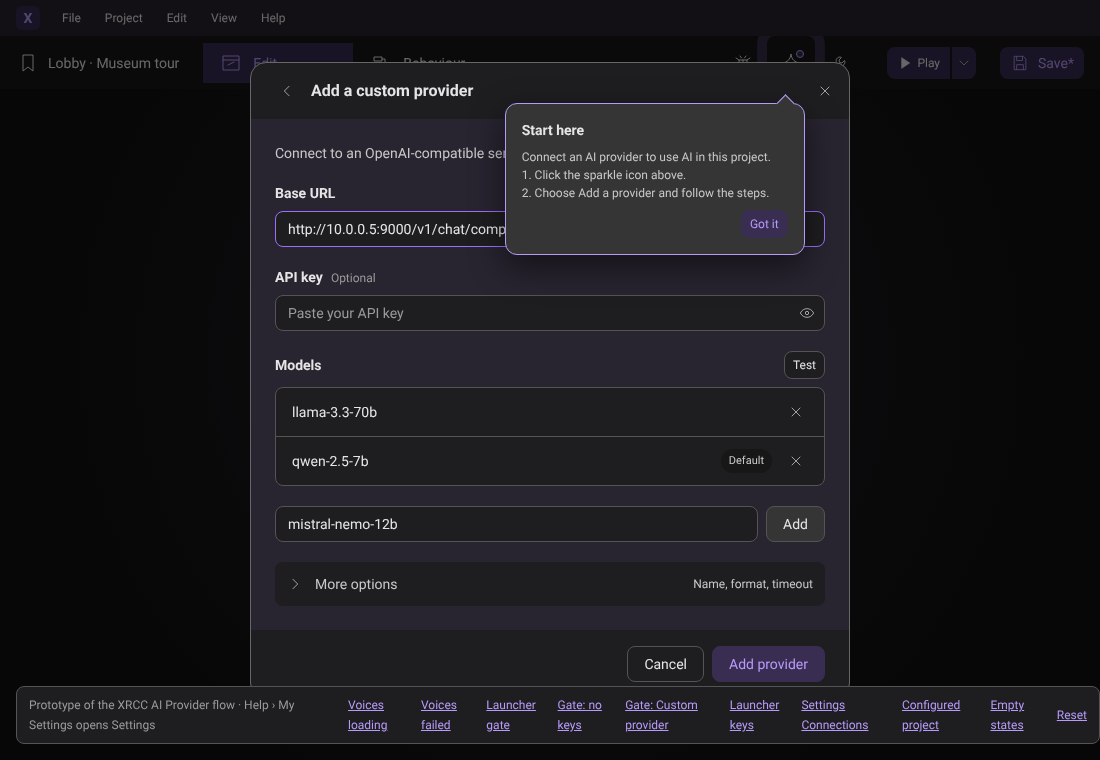 X File Project Edit View Help
Lobby · Museum tour Edit Behaviour Play Save*
Add a custom provider
Start here
Connect an AI provider to use AI in this project.
1. Click the sparkle icon above.
2. Choose Add a provider and follow the steps.
Got it
Connect to an OpenAI-compatible
Base URL
http://10.0.0.5:9000/v1/chat/comp
API key Optional
Paste your API key
Models Test
llama-3.3-70b
qwen-2.5-7b Default
mistral-nemo-12b Add
More options Name, format, timeout
Cancel Add provider
Prototype of the XRCC AI Provider flow · Help › My
Settings opens Settings
Voices
loading
Voices
failed
Launcher
gate
Gate: no
keys
Gate: Custom
provider
Launcher
keys
Settings
Connections
Configured
project
Empty
states
Reset